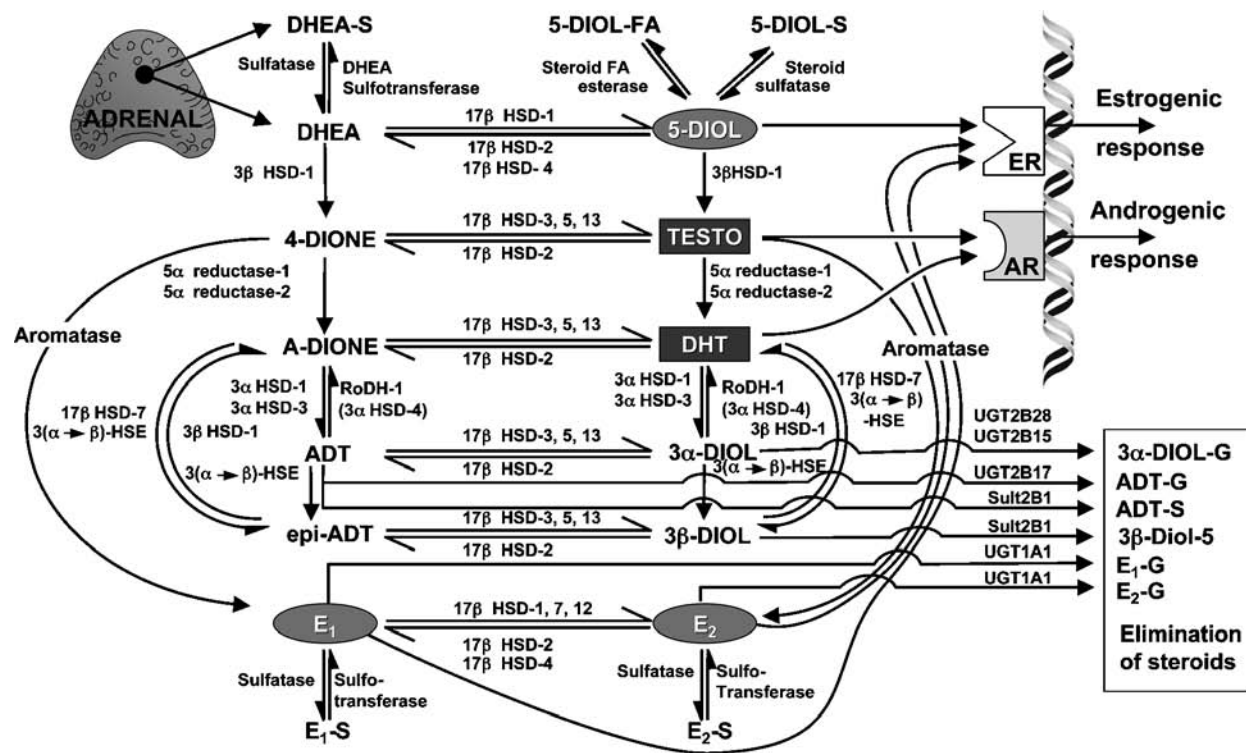 DHEA-S
5-DIOL-FA
5-DIOL-S
Sulfatase
DHEA
Sulfotransferase
Steroid FA
esterase
Steroid
sulfatase
ADRENAL
DHEA
17β HSD-1
17β HSD-2
17β HSD- 4
5-DIOL
ER
Estrogenic
response
3β HSD-1
3βHSD-1
4-DIONE
17β HSD-3, 5, 13
17β HSD-2
TESTO
AR
Androgenic
response
5α reductase-1
5α reductase-2
5α reductase-1
5α reductase-2
Aromatase
A-DIONE
17β HSD-3, 5, 13
17β HSD-2
DHT
Aromatase
17β HSD-7
3(α → β)-HSE
3β HSD-1
3α HSD-1
3α HSD-3
RoDH-1
(3α HSD-4)
3α HSD-1
3α HSD-3
RoDH-1
(3α HSD-4)
3β HSD-1
17β HSD-7
3(α → β)
-HSE
ADT
17β HSD-3, 5, 13
17β HSD-2
3α-DIOL
3(α → β)-HSE
3(α → β)-HSE
epi-ADT
17β HSD-3, 5, 13
17β HSD-2
3β-DIOL
UGT2B28
UGT2B15
3α-DIOL-G
UGT2B17
ADT-G
Sult2B1
ADT-S
Sult2B1
3β-Diol-5
UGT1A1
E1-G
UGT1A1
E2-G
Elimination
of steroids
E1
17β HSD-1, 7, 12
17β HSD-2
17β HSD-4
E2
Sulfatase
Sulfo-
transferase
Sulfatase
Sulfo-
Transferase
E1-S
E2-S